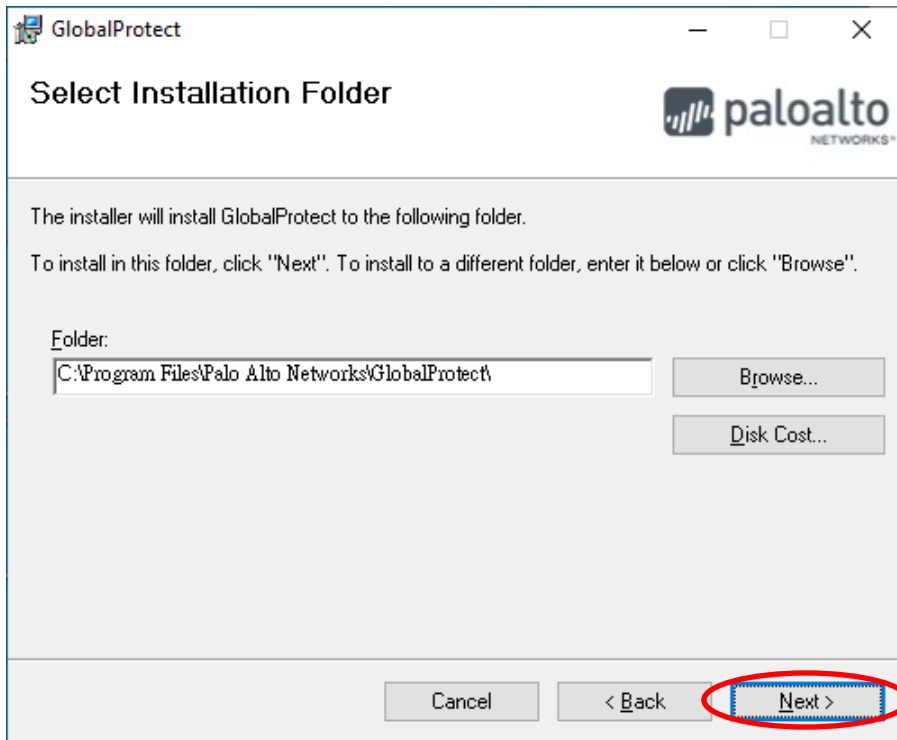 GlobalProtect
Select Installation Folder
paloalto
NETWORKS®
The installer will install GlobalProtect to the following folder.
To install in this folder, click "Next". To install to a different folder, enter it below or click "Browse".
Folder:
C:\Program Files\Palo Alto Networks\GlobalProtect\
Browse...
Disk Cost...
Cancel
< Back
Next >